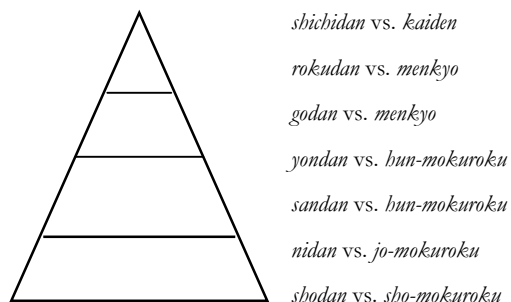 shichidan vs. kaiden
rokudan vs. menkyo
godan vs. menkyo
yondan vs. hun-mokuroku
sandan vs. hun-mokuroku
nidan vs. jo-mokuroku
shodan vs. sho-mokuroku